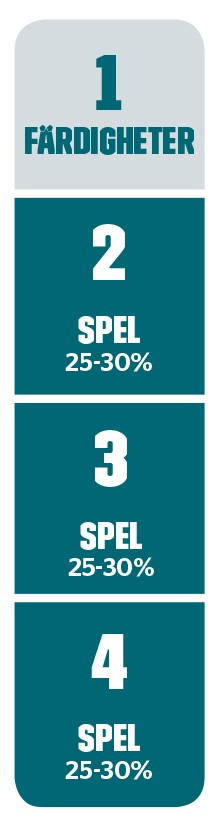 1
FÄRDIGHETER
2
SPEL
25-30%
3
SPEL
25-30%
4
SPEL
25-30%